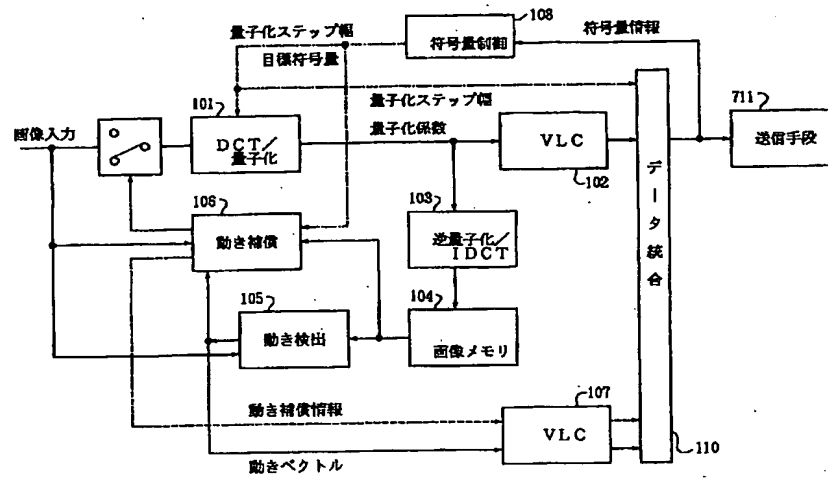 108
量子化ステップ幅
符号量制御
符号量情報
目標符号量
101
711
画像入力
量子化ステップ幅
量子化係数
DCT/
量子化
VLC
送信手段
102
106
103
動き補償
逆量子化/
IDCT
データ統合
105
104
動き検出
画像メモリ
107
動き補償情報
VLC
110
動きベクトル